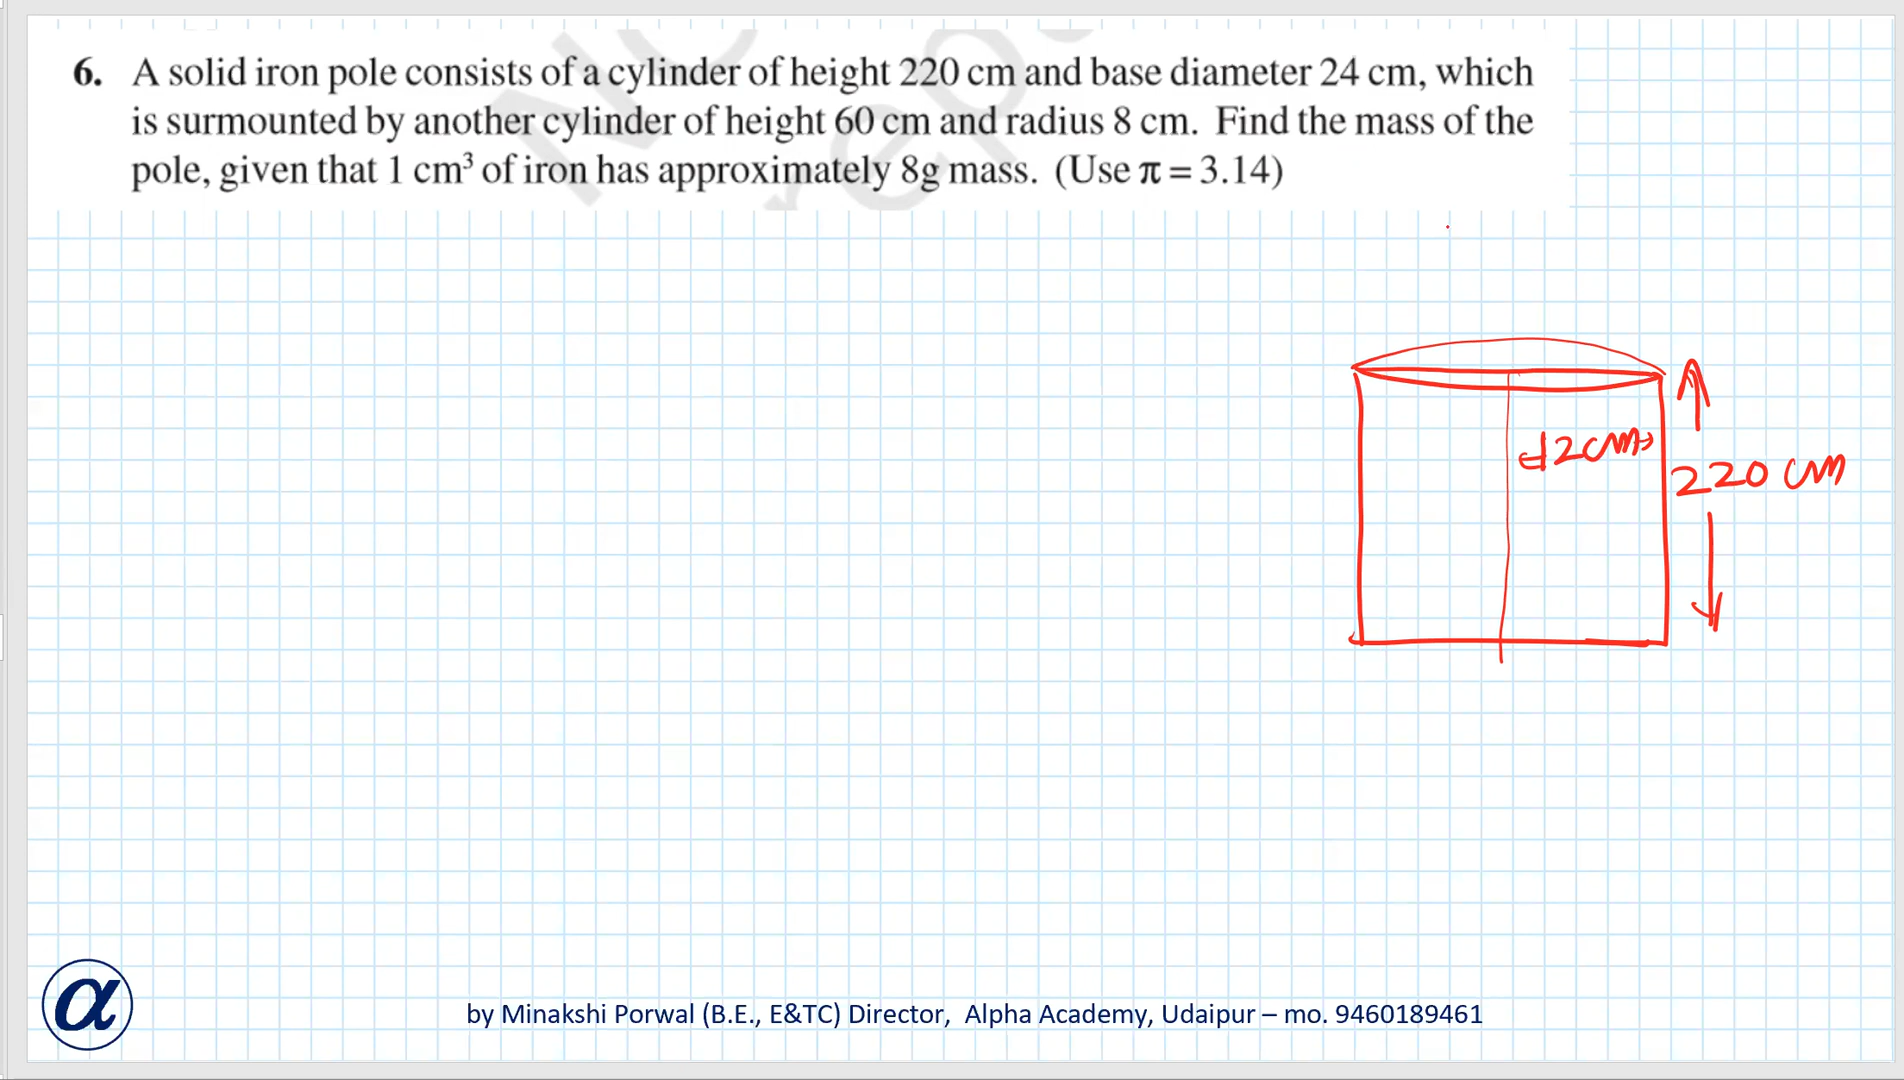 6. A solid iron pole consists of a cylinder of height 220 cm and base diameter 24 cm, which
is surmounted by another cylinder of height 60 cm and radius 8 cm. Find the mass of the
pole, given that 1 cm³ of iron has approximately 8g mass. (Use π = 3.14)
12cm
220 cm
α
by Minakshi Porwal (B.E., E&TC) Director, Alpha Academy, Udaipur – mo. 9460189461